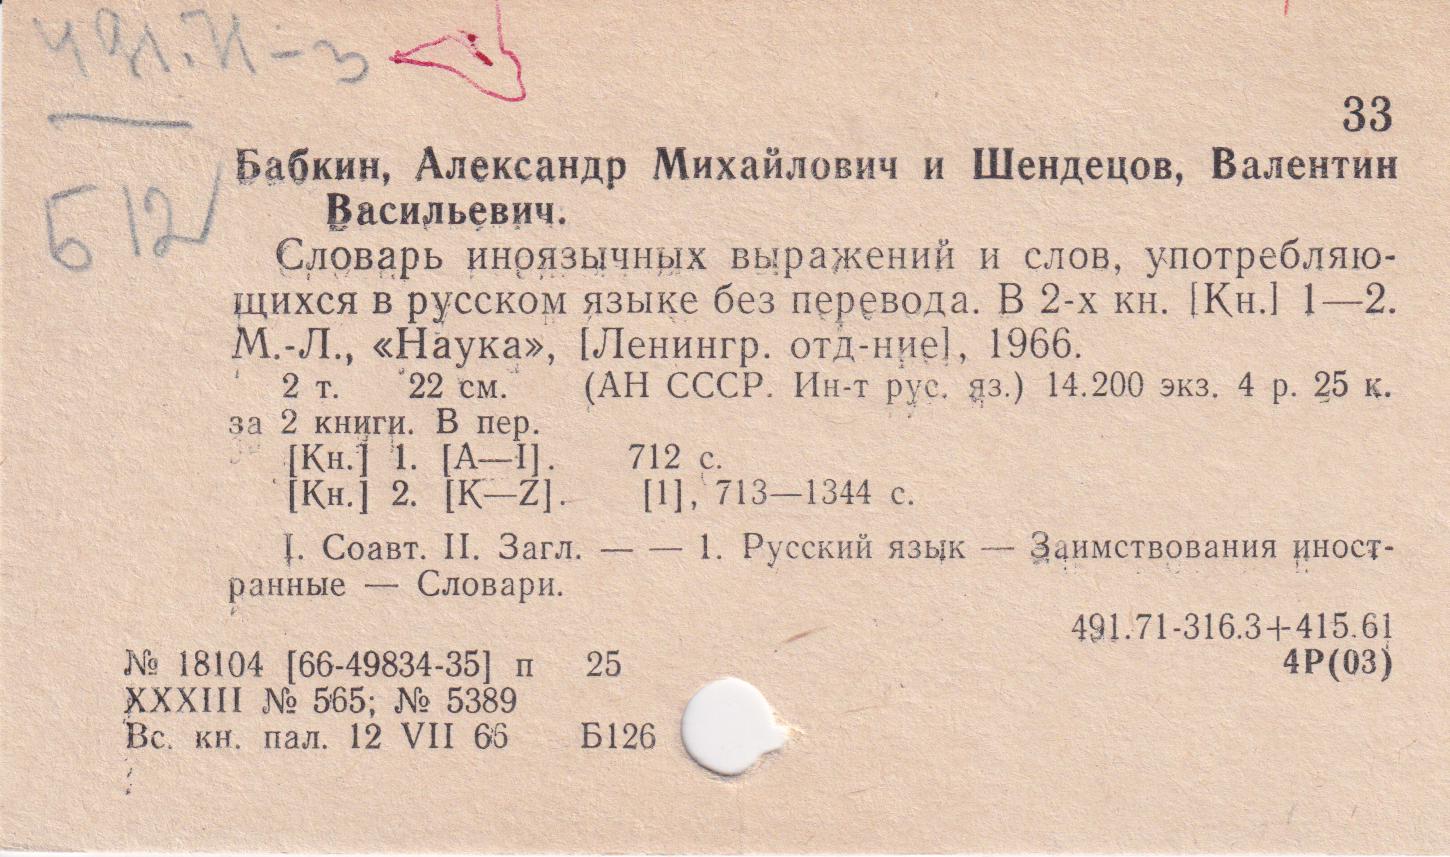 33
Бабкин, Александр Михайлович и Шендецов, Валентин
Васильевич.
Словарь иноязычных выражений и слов, употребляю-
щихся в русском языке без перевода. В 2-х кн. [Кн.] 1—2.
М.-Л., «Наука», [Ленингр. отд-ние], 1966.
2 т. 22 см. (АН СССР. Ин-т рус. яз.) 14.200 экз. 4 р. 25 к.
за 2 книги. В пер.
[Кн.] 1. [A—I]. 712 с.
[Кн.] 2. [K—Z]. [1], 713—1344 с.
I. Соавт. II. Загл. — — 1. Русский язык — Заимствования иност-
ранные — Словари.
491.71-316.3+415.61
4Р(03)
№ 18104 [66-49834-35] п 25
XXXIII № 565; № 5389
Вс. кн. пал. 12 VII 66 Б126
Б12